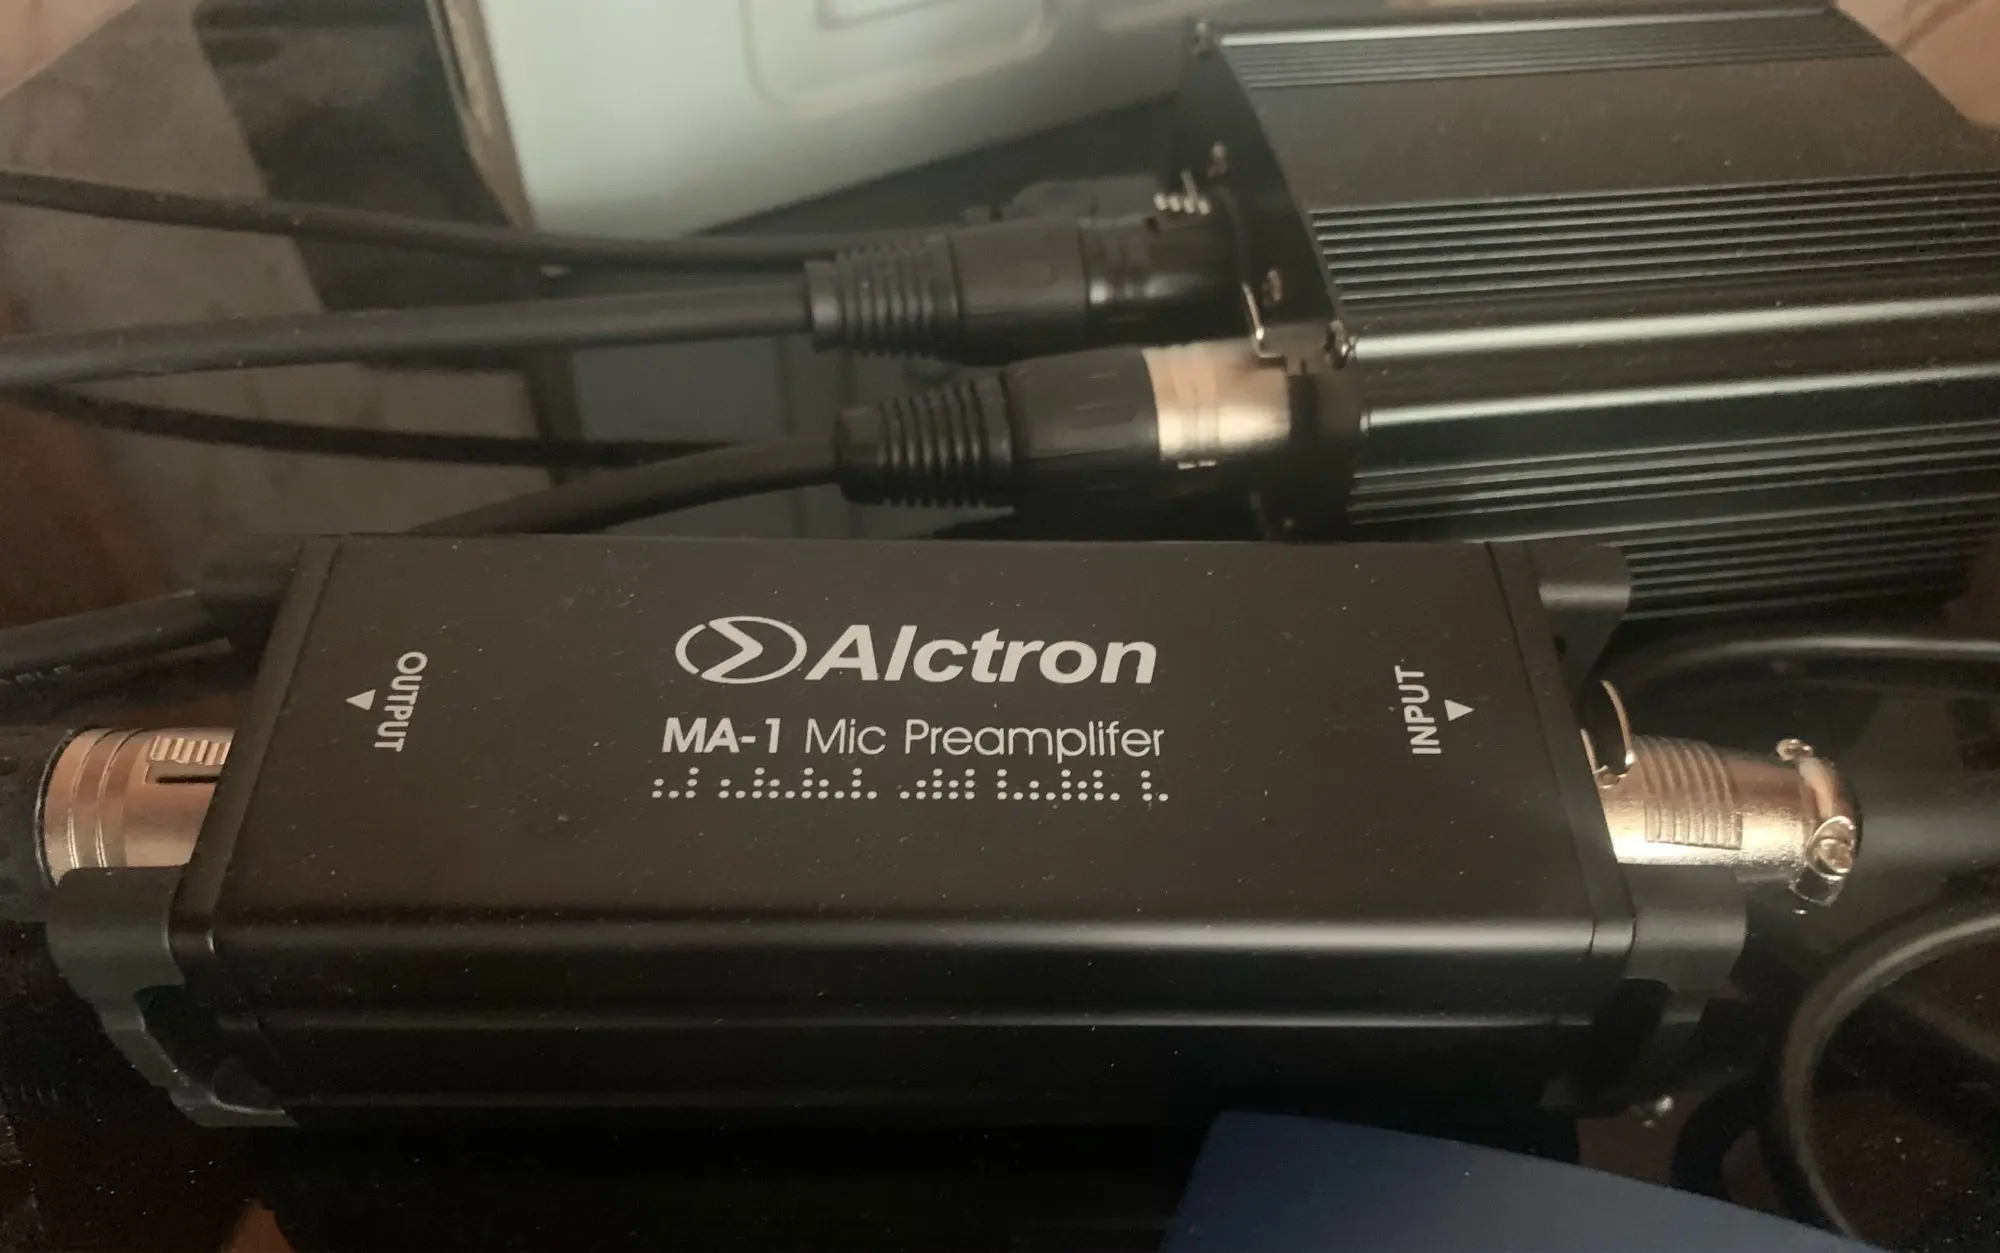 Alctron
OUTPUT
INPUT
MA-1 Mic Preamplifer